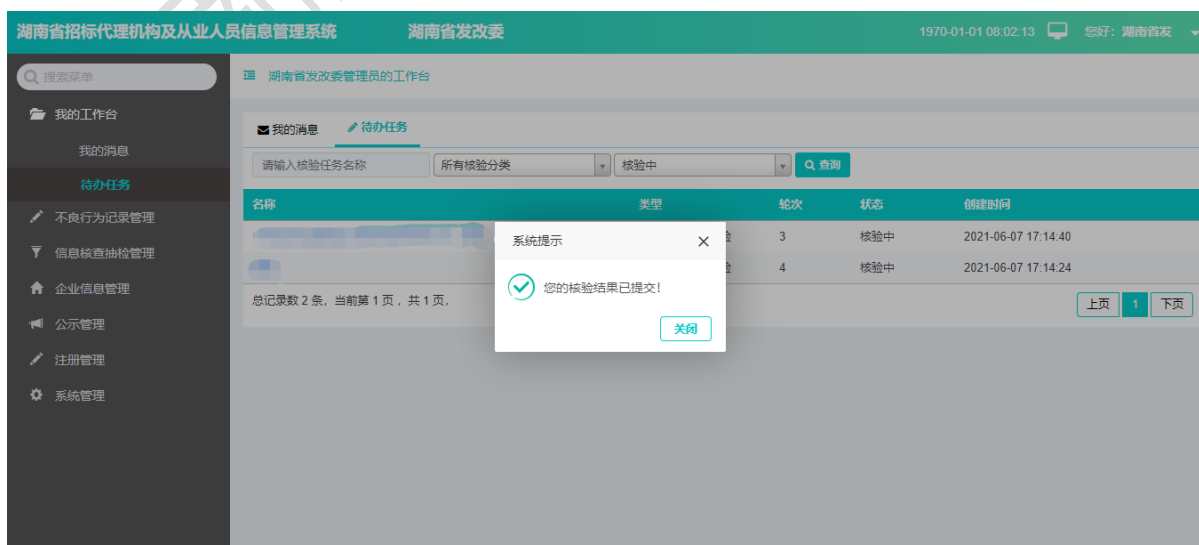 湖南省招标代理机构及从业人员信息管理系统 湖南省发改委 1970-01-01 08:02:13 您好：湖南省发
搜索菜单
湖南省发改委管理员的工作台
我的工作台
我的消息
待办任务
不良行为记录管理
信息核查抽检管理
企业信息管理
公示管理
注册管理
系统管理
我的消息 待办任务
请输入核验任务名称 所有核验分类 核验中 查询
名称 类型 轮次 状态 创建时间
3 核验中 2021-06-07 17:14:40
4 核验中 2021-06-07 17:14:24
总记录数 2 条，当前第 1 页 ，共 1 页。
上页 1 下页
系统提示
您的核验结果已提交！
关闭